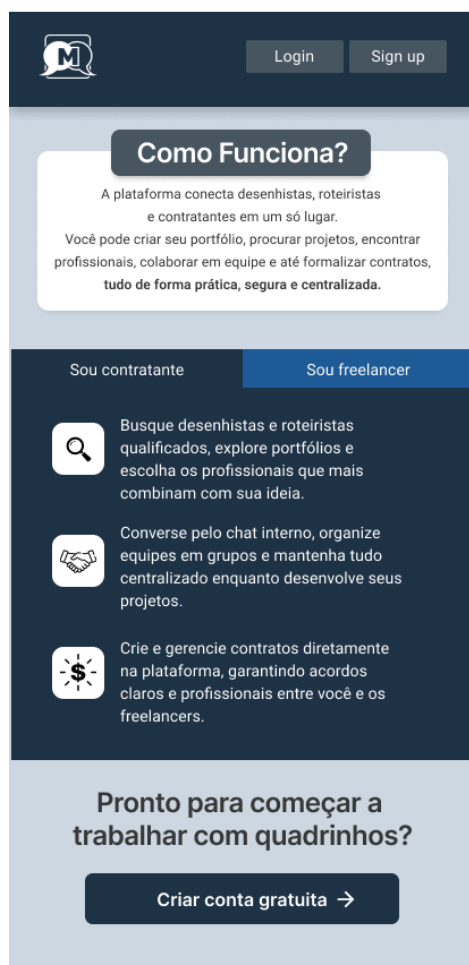 M
Login
Sign up
Como Funciona?
A plataforma conecta desenhistas, roteiristas
e contratantes em um só lugar.
Você pode criar seu portfólio, procurar projetos, encontrar
profissionais, colaborar em equipe e até formalizar contratos,
tudo de forma prática, segura e centralizada.
Sou contratante
Sou freelancer
Busque desenhistas e roteiristas
qualificados, explore portfólios e
escolha os profissionais que mais
combinam com sua ideia.
Converse pelo chat interno, organize
equipes em grupos e mantenha tudo
centralizado enquanto desenvolve seus
projetos.
$
Crie e gerencie contratos diretamente
na plataforma, garantindo acordos
claros e profissionais entre você e os
freelancers.
Pronto para começar a
trabalhar com quadrinhos?
Criar conta gratuita →